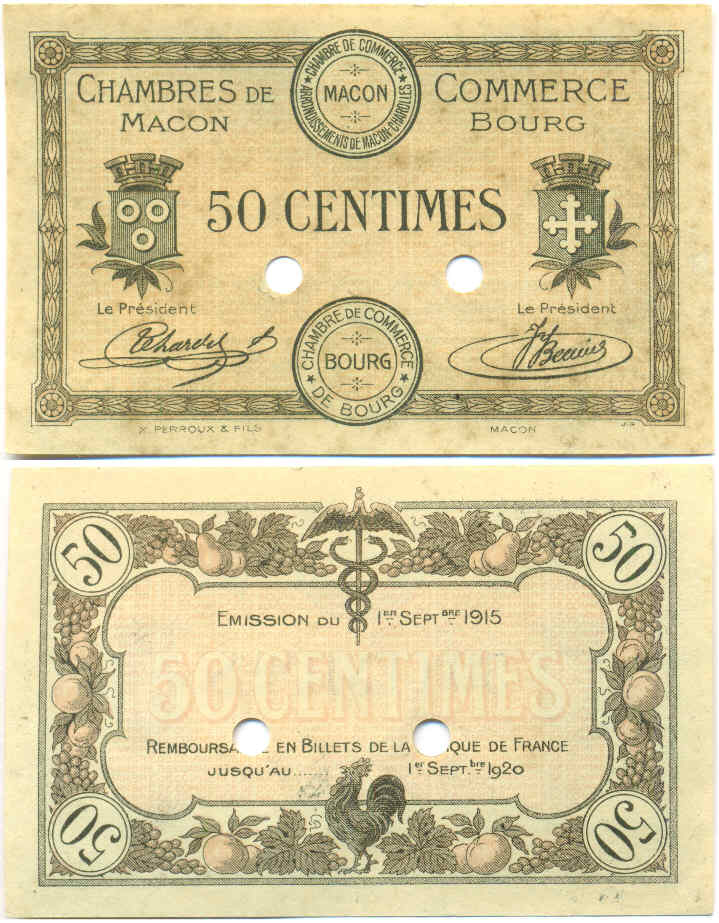 CHAMBRES DE COMMERCE
MACON BOURG
CHAMBRE DE COMMERCE
MACON
ARRONDISSEMENTS DE MACON-CHAROLLES
50 CENTIMES
Le Président Le Président
CHAMBRE DE COMMERCE
BOURG
DE BOURG
X. PERROUX & FILS MACON
50 50
EMISSION DU 1ER SEPTBRE 1915
50 CENTIMES
REMBOURSA E EN BILLETS DE LA QUE DE FRANCE
JUSQU'AU...... 1er SEPT.bre 1920
50 50